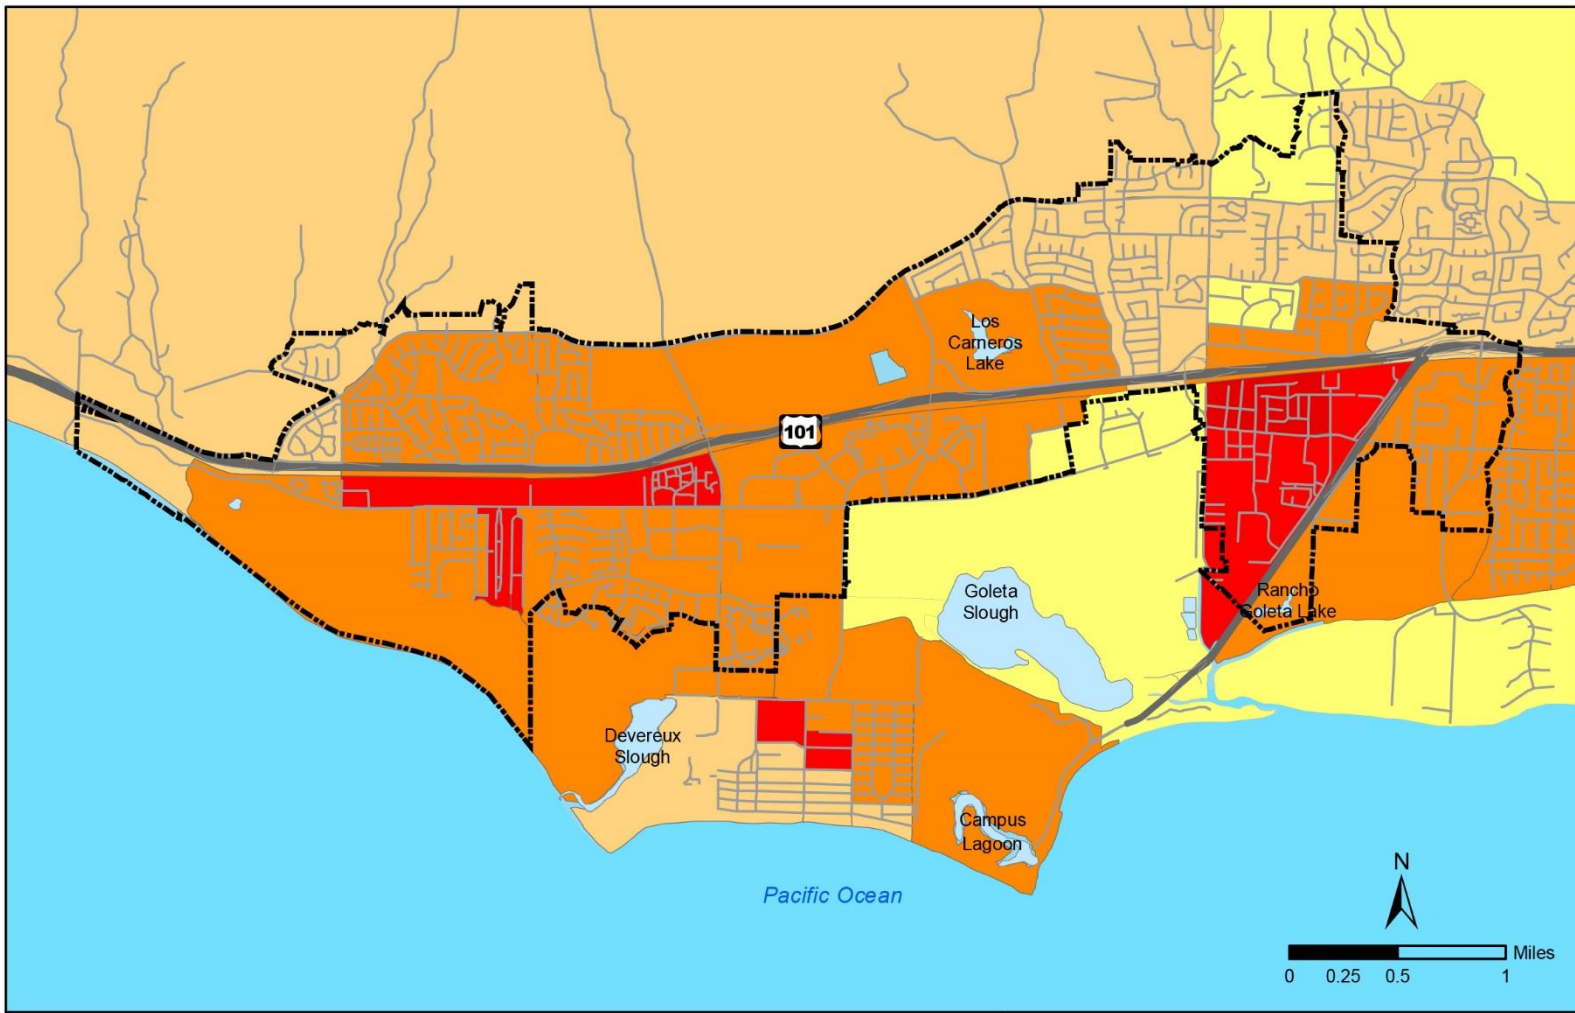 Los
Carneros
Lake
101
Goleta
Slough
Rancho
Goleta Lake
Devereux
Slough
Campus
Lagoon
Pacific Ocean
N
Miles
0 0.25 0.5 1